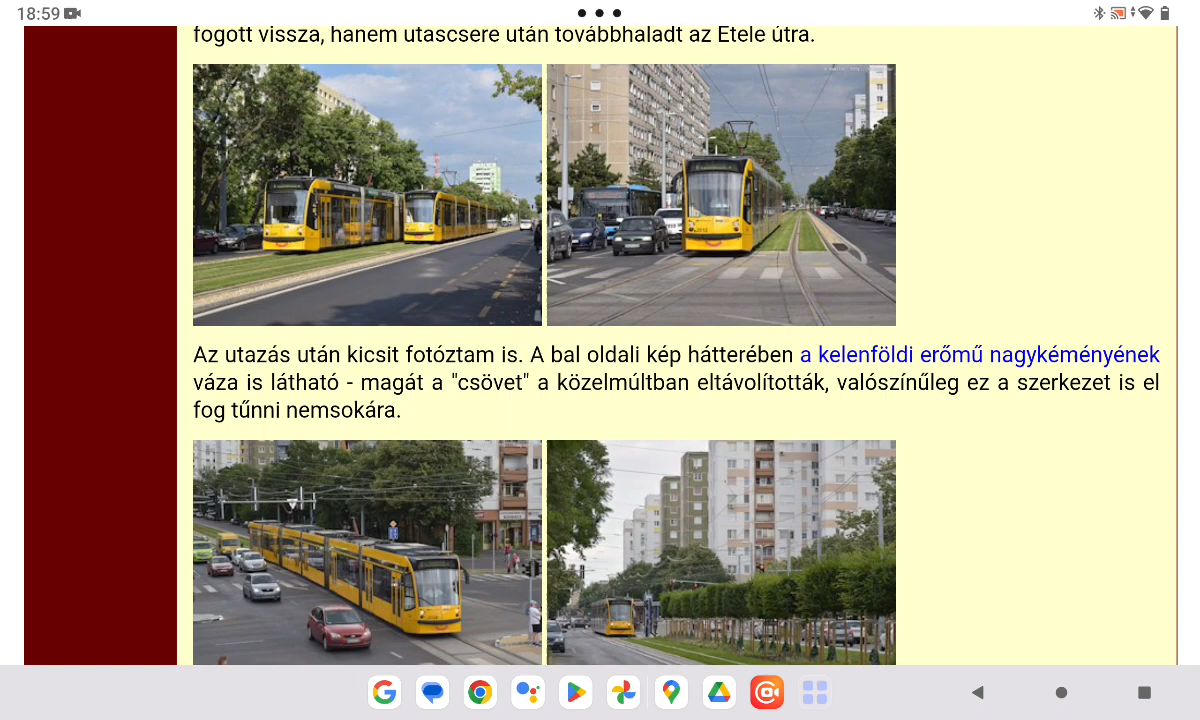 18:59
fogott vissza, hanem utascsere után továbbhaladt az Etele útra.
Az utazás után kicsit fotóztam is. A bal oldali kép hátterében a kelenföldi erőmű nagykéményének
váza is látható - magát a "csövet" a közelmúltban eltávolították, valószínűleg ez a szerkezet is el
fog tűnni nemsokára.